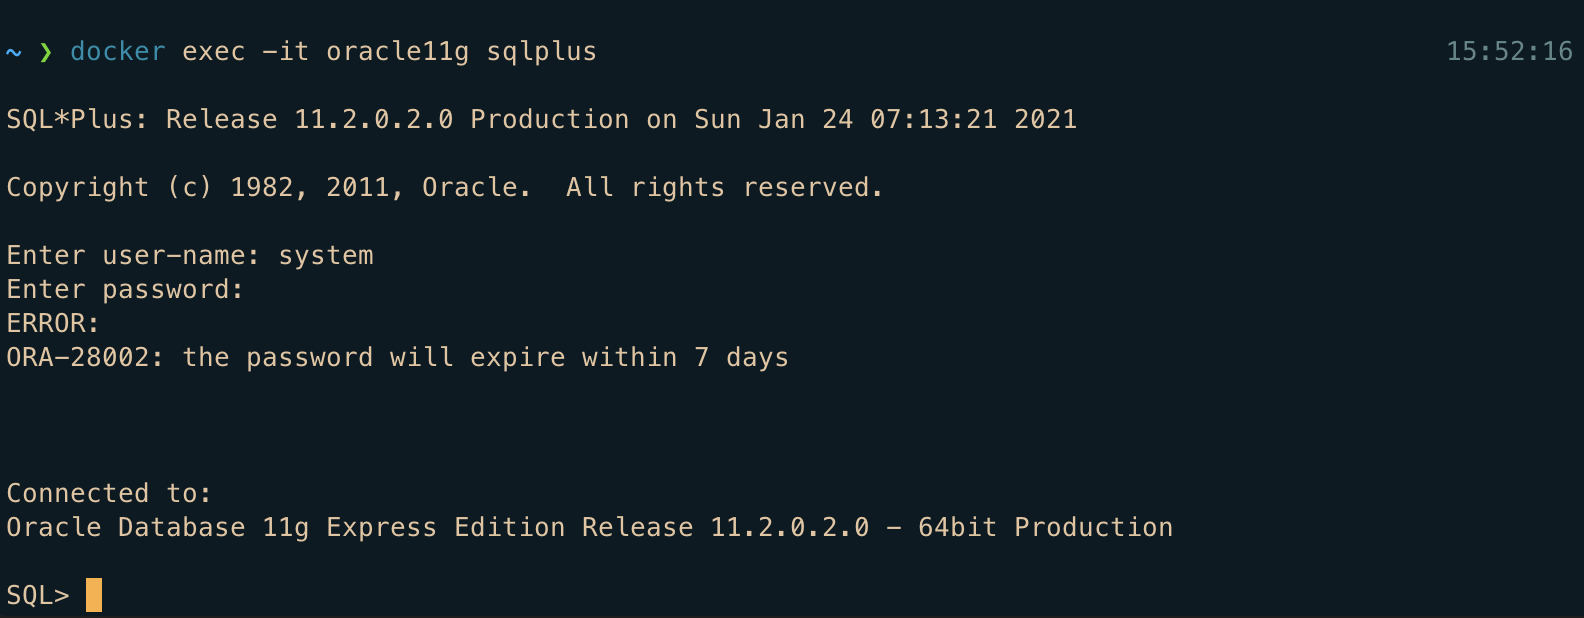 ~ ❯ docker exec -it oracle11g sqlplus 15:52:16
SQL*Plus: Release 11.2.0.2.0 Production on Sun Jan 24 07:13:21 2021
Copyright (c) 1982, 2011, Oracle.  All rights reserved.
Enter user-name: system
Enter password:
ERROR:
ORA-28002: the password will expire within 7 days
Connected to:
Oracle Database 11g Express Edition Release 11.2.0.2.0 - 64bit Production
SQL>